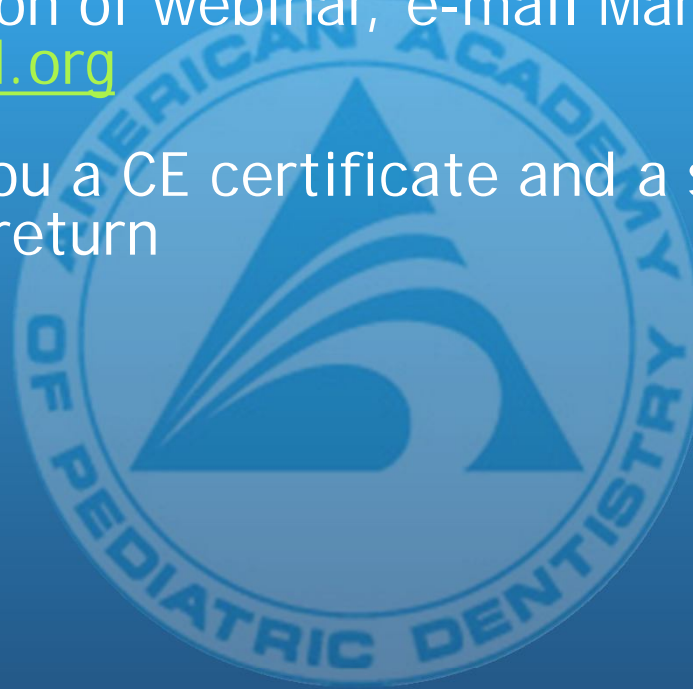 on of webinar, e-mail Mar
l.org
ou a CE certificate and a s
return
AMERICAN ACADEMY
OF PEDIATRIC DENTISTRY